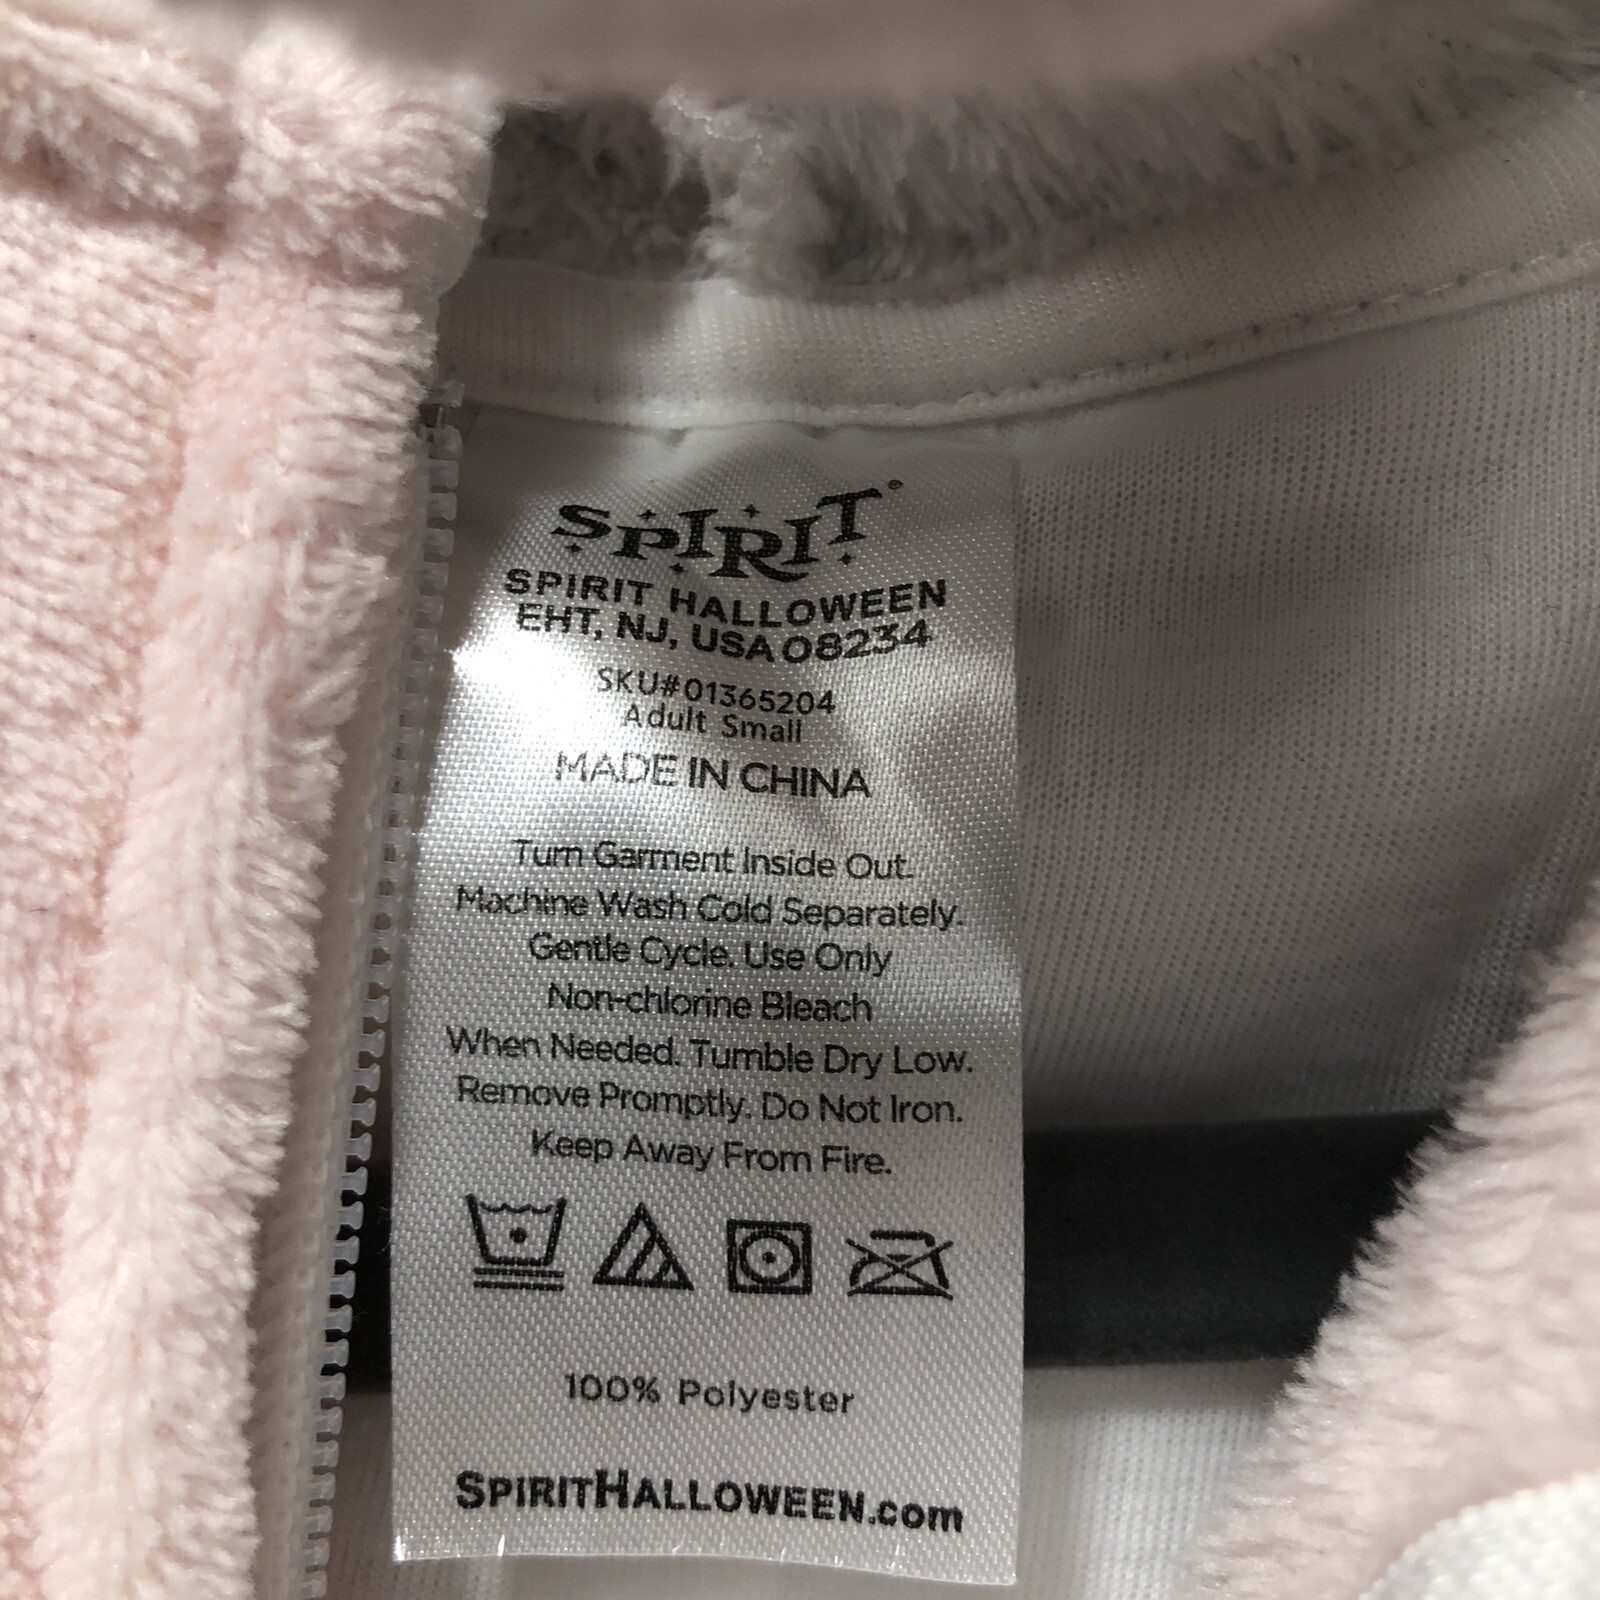 SPIRIT®
SPIRIT HALLOWEEN
EHT, NJ, USA 08234
SKU#01365204
Adult Small
MADE IN CHINA
Turn Garment Inside Out.
Machine Wash Cold Separately.
Gentle Cycle. Use Only
Non-chlorine Bleach
When Needed. Tumble Dry Low.
Remove Promptly. Do Not Iron.
Keep Away From Fire.
100% Polyester
SPIRITHALLOWEEN.com